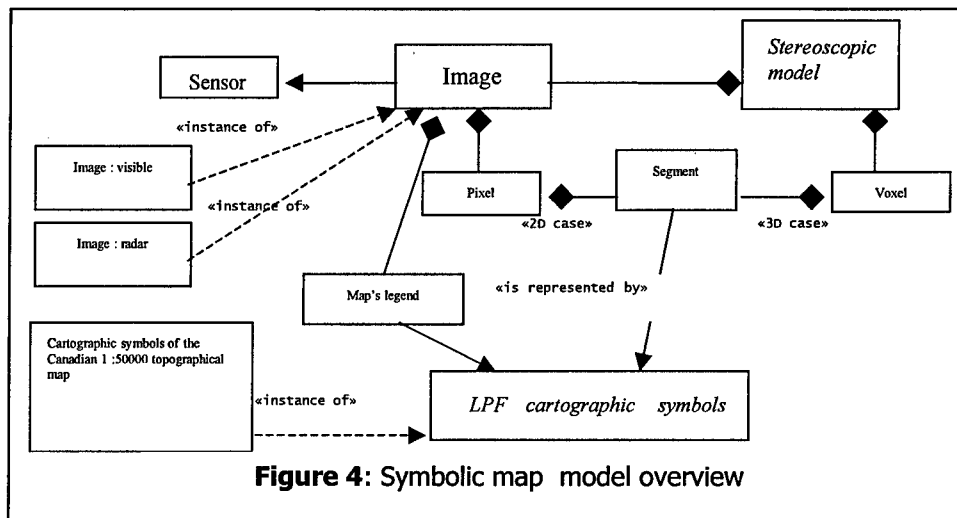 Stereoscopic
model
Image
Sensor
«instance of»
Image : visible
Segment
Pixel
Voxel
«instance of»
«2D case»
«3D case»
Image : radar
Map's legend
«is represented by»
Cartographic symbols of the
Canadian 1 :50000 topographical
map
«instance of»
LPF cartographic symbols
Figure 4: Symbolic map model overview